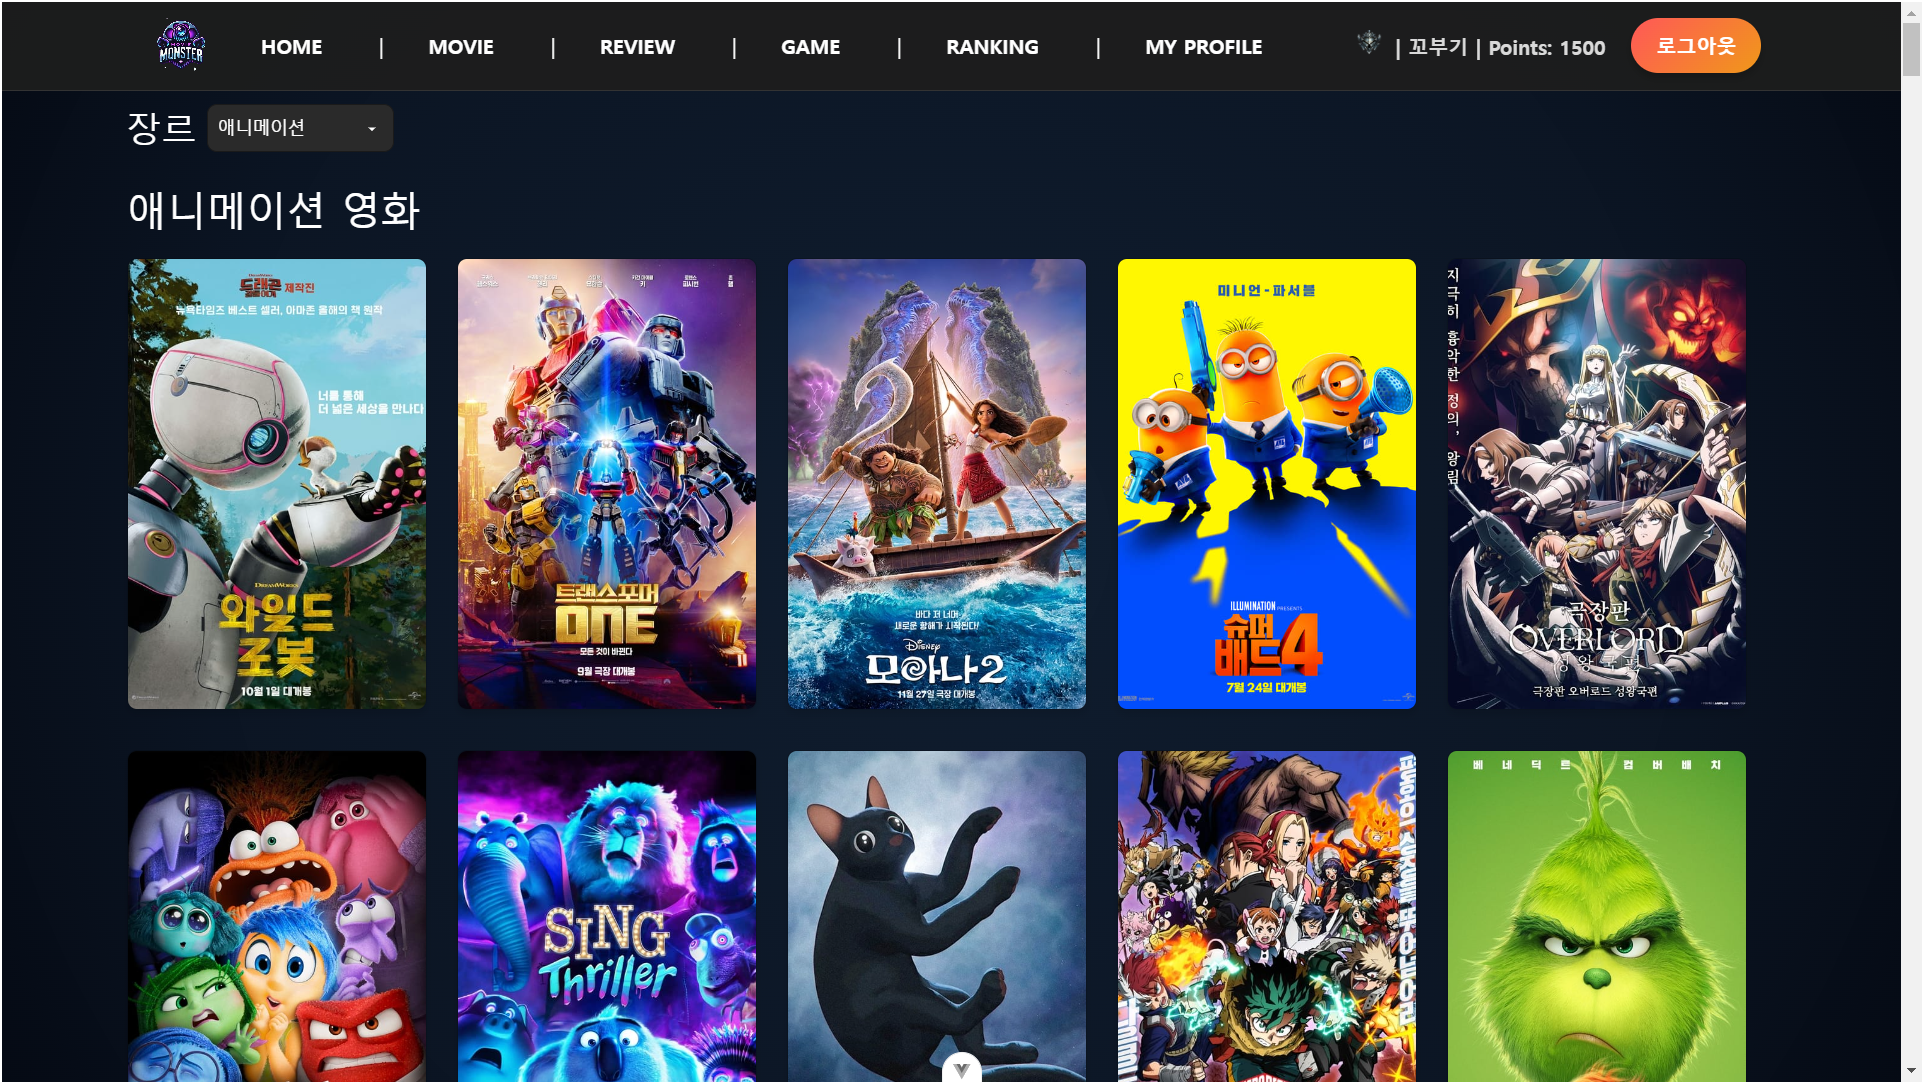 MOVIE
MONSTER
HOME | MOVIE | REVIEW | GAME | RANKING | MY PROFILE
| 꼬부기 | Points: 1500
로그아웃
장르
애니메이션
애니메이션 영화
제작진
뉴욕타임즈 베스트 셀러, 아마존 올해의 책 원작
너를 통해
더 넓은 세상을 만나다
DREAMWORKS
와일드
로봇
10월 1일 대개봉
트랜스포머
ONE
모든 것이 바뀐다
9월 극장 대개봉
바다 저 너머,
새로운 항해가 시작된다!
Disney
모아나2
11월 27일 극장 대개봉
미니언-파서블
ILLUMINATION PRESENTS
슈퍼
배드4
7월 24일 대개봉
지극히 흉악한 정의, 왕림
극장판
OVERLORD
성왕국편
극장판 오버로드 성왕국편
SING
Thriller
베네딕트 컴버배치